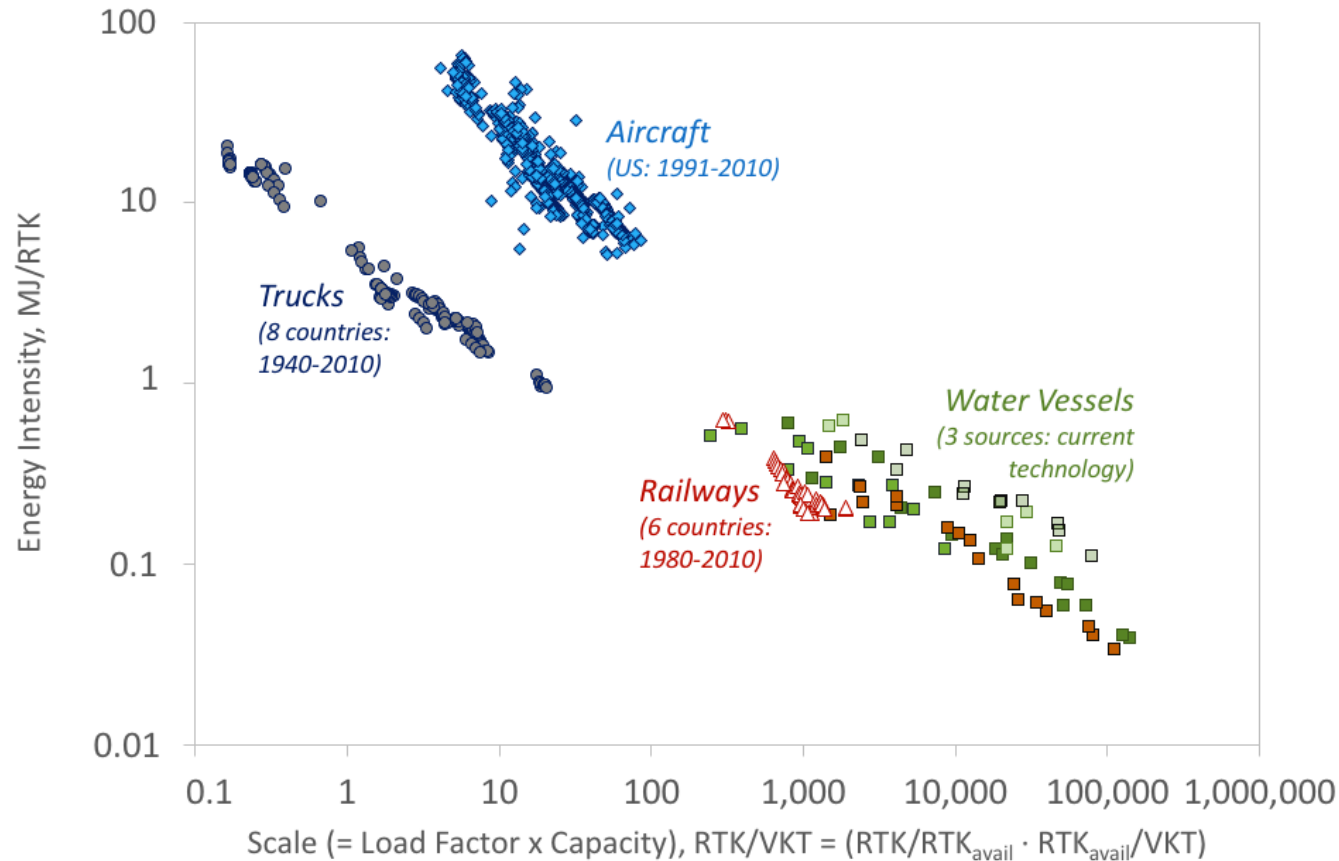 100
10
1
0.1
0.01
Energy Intensity, MJ/RTK
Aircraft
(US: 1991-2010)
Trucks
(8 countries:
1940-2010)
Water Vessels
(3 sources: current
technology)
Railways
(6 countries:
1980-2010)
0.1 1 10 100 1,000 10,000 100,000 1,000,000
Scale (= Load Factor x Capacity), RTK/VKT = (RTK/RTKavail · RTKavail/VKT)